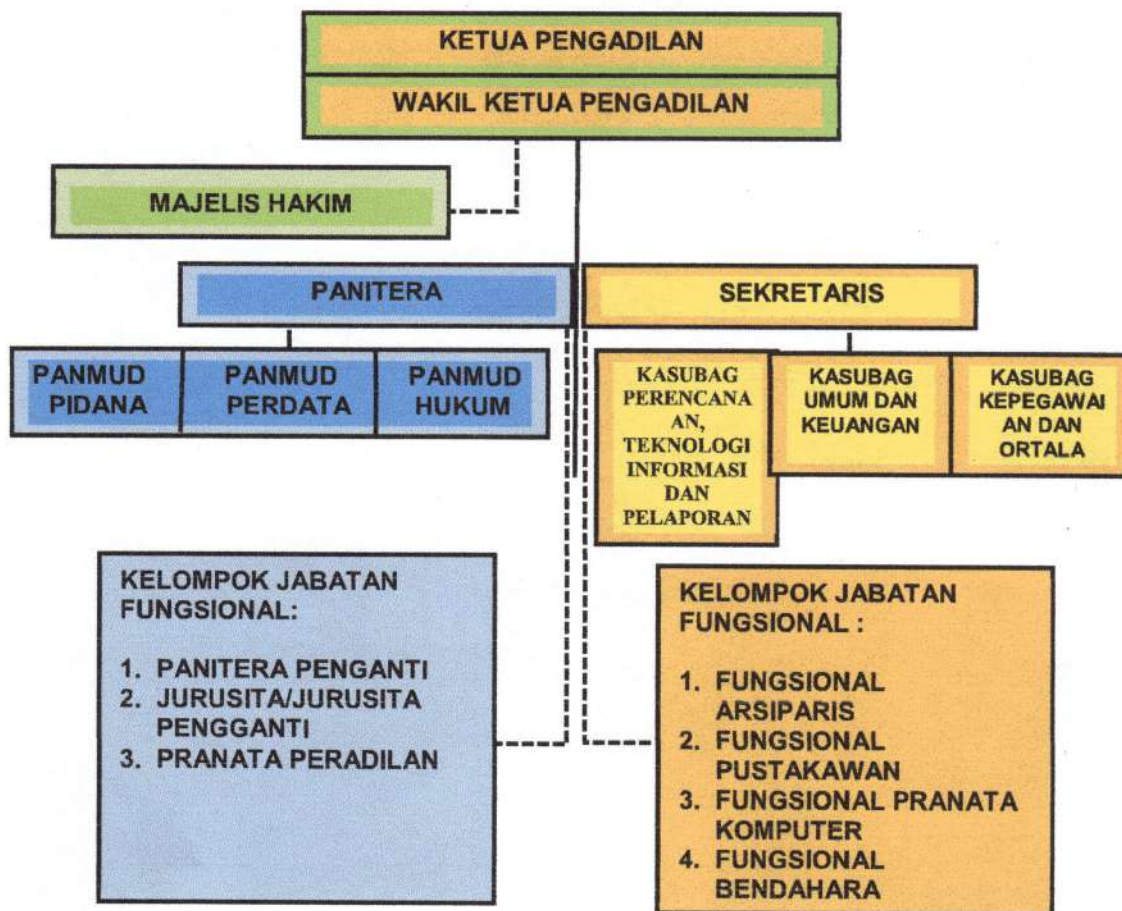 KETUA PENGADILAN
WAKIL KETUA PENGADILAN
MAJELIS HAKIM
PANITERA
SEKRETARIS
PANMUD
PIDANA
PANMUD
PERDATA
PANMUD
HUKUM
KASUBAG
PERENCANA
AN,
TEKNOLOGI
INFORMASI
DAN
PELAPORAN
KASUBAG
UMUM DAN
KEUANGAN
KASUBAG
KEPEGAWAI
AN DAN
ORTALA
KELOMPOK JABATAN
FUNGSIONAL:
1. PANITERA PENGANTI
2. JURUSITA/JURUSITA
PENGGANTI
3. PRANATA PERADILAN
KELOMPOK JABATAN
FUNGSIONAL :
1. FUNGSIONAL
ARSIPARIS
2. FUNGSIONAL
PUSTAKAWAN
3. FUNGSIONAL PRANATA
KOMPUTER
4. FUNGSIONAL
BENDAHARA